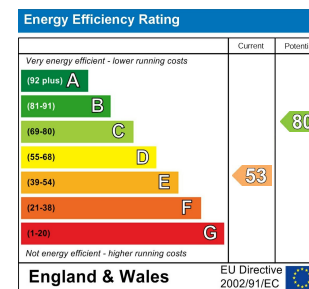 Energy Efficiency Rating
Current
Very energy efficient - lower running costs
(92 plus) A
(81-91) B
(69-80) C
80
(55-68) D
(39-54) E
53
(21-38) F
(1-20) G
Not energy efficient - higher running costs
England & Wales
EU Directive
2002/91/EC